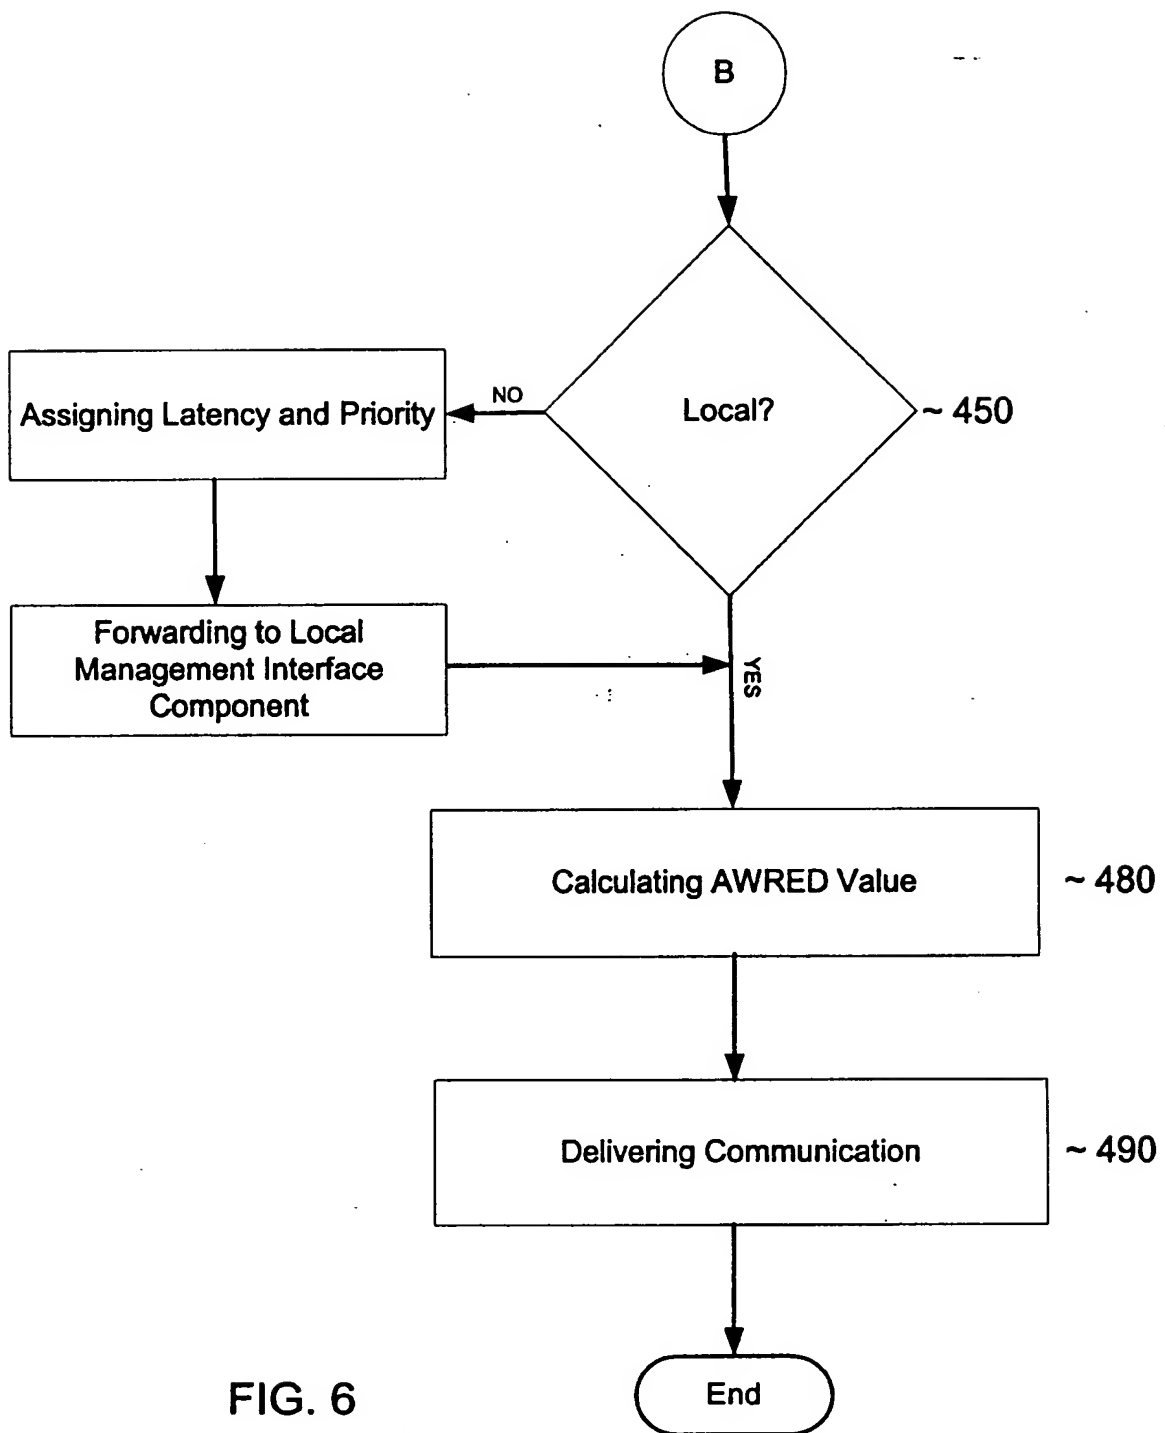 B
Local?
~ 450
NO
Assigning Latency and Priority
Forwarding to Local
Management Interface
Component
YES
Calculating AWRED Value
~ 480
Delivering Communication
~ 490
End
FIG. 6